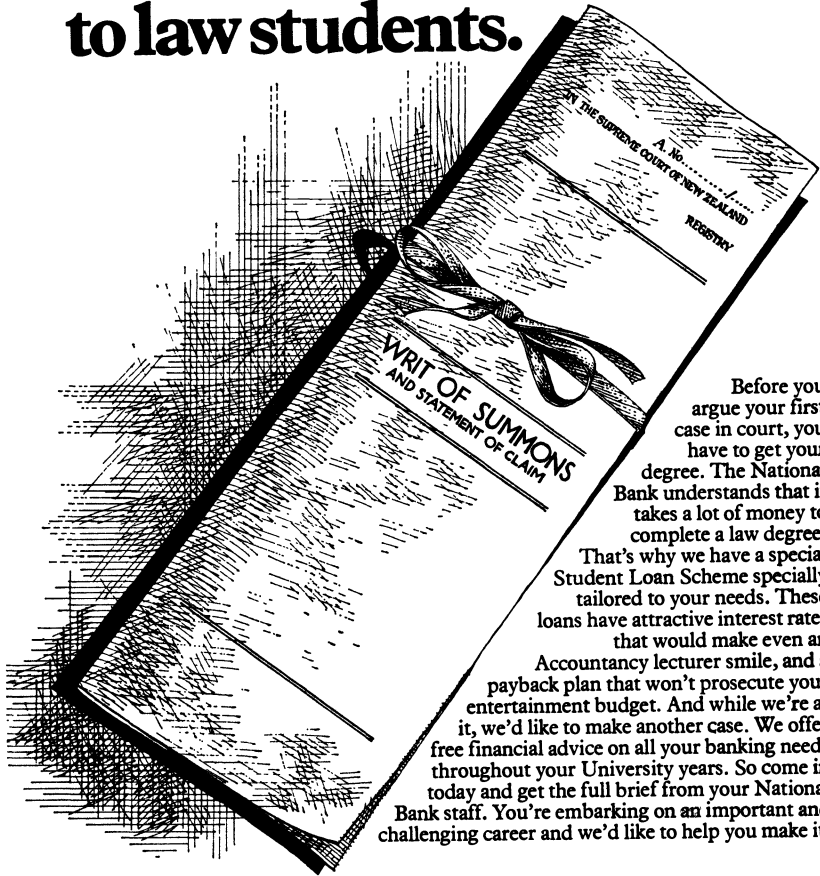 to law students.
A. No............/......
IN THE SUPREME COURT OF NEW ZEALAND
REGISTRY
WRIT OF SUMMONS
AND STATEMENT OF CLAIM
Before you
argue your first
case in court, you
have to get your
degree. The Nationa
Bank understands that i
takes a lot of money to
complete a law degree
That's why we have a specia
Student Loan Scheme specially
tailored to your needs. These
loans have attractive interest rate
that would make even an
Accountancy lecturer smile, and a
payback plan that won't prosecute you
entertainment budget. And while we're a
it, we'd like to make another case. We offe
free financial advice on all your banking need
throughout your University years. So come i
today and get the full brief from your Nationa
Bank staff. You're embarking on an important and
challenging career and we'd like to help you make it